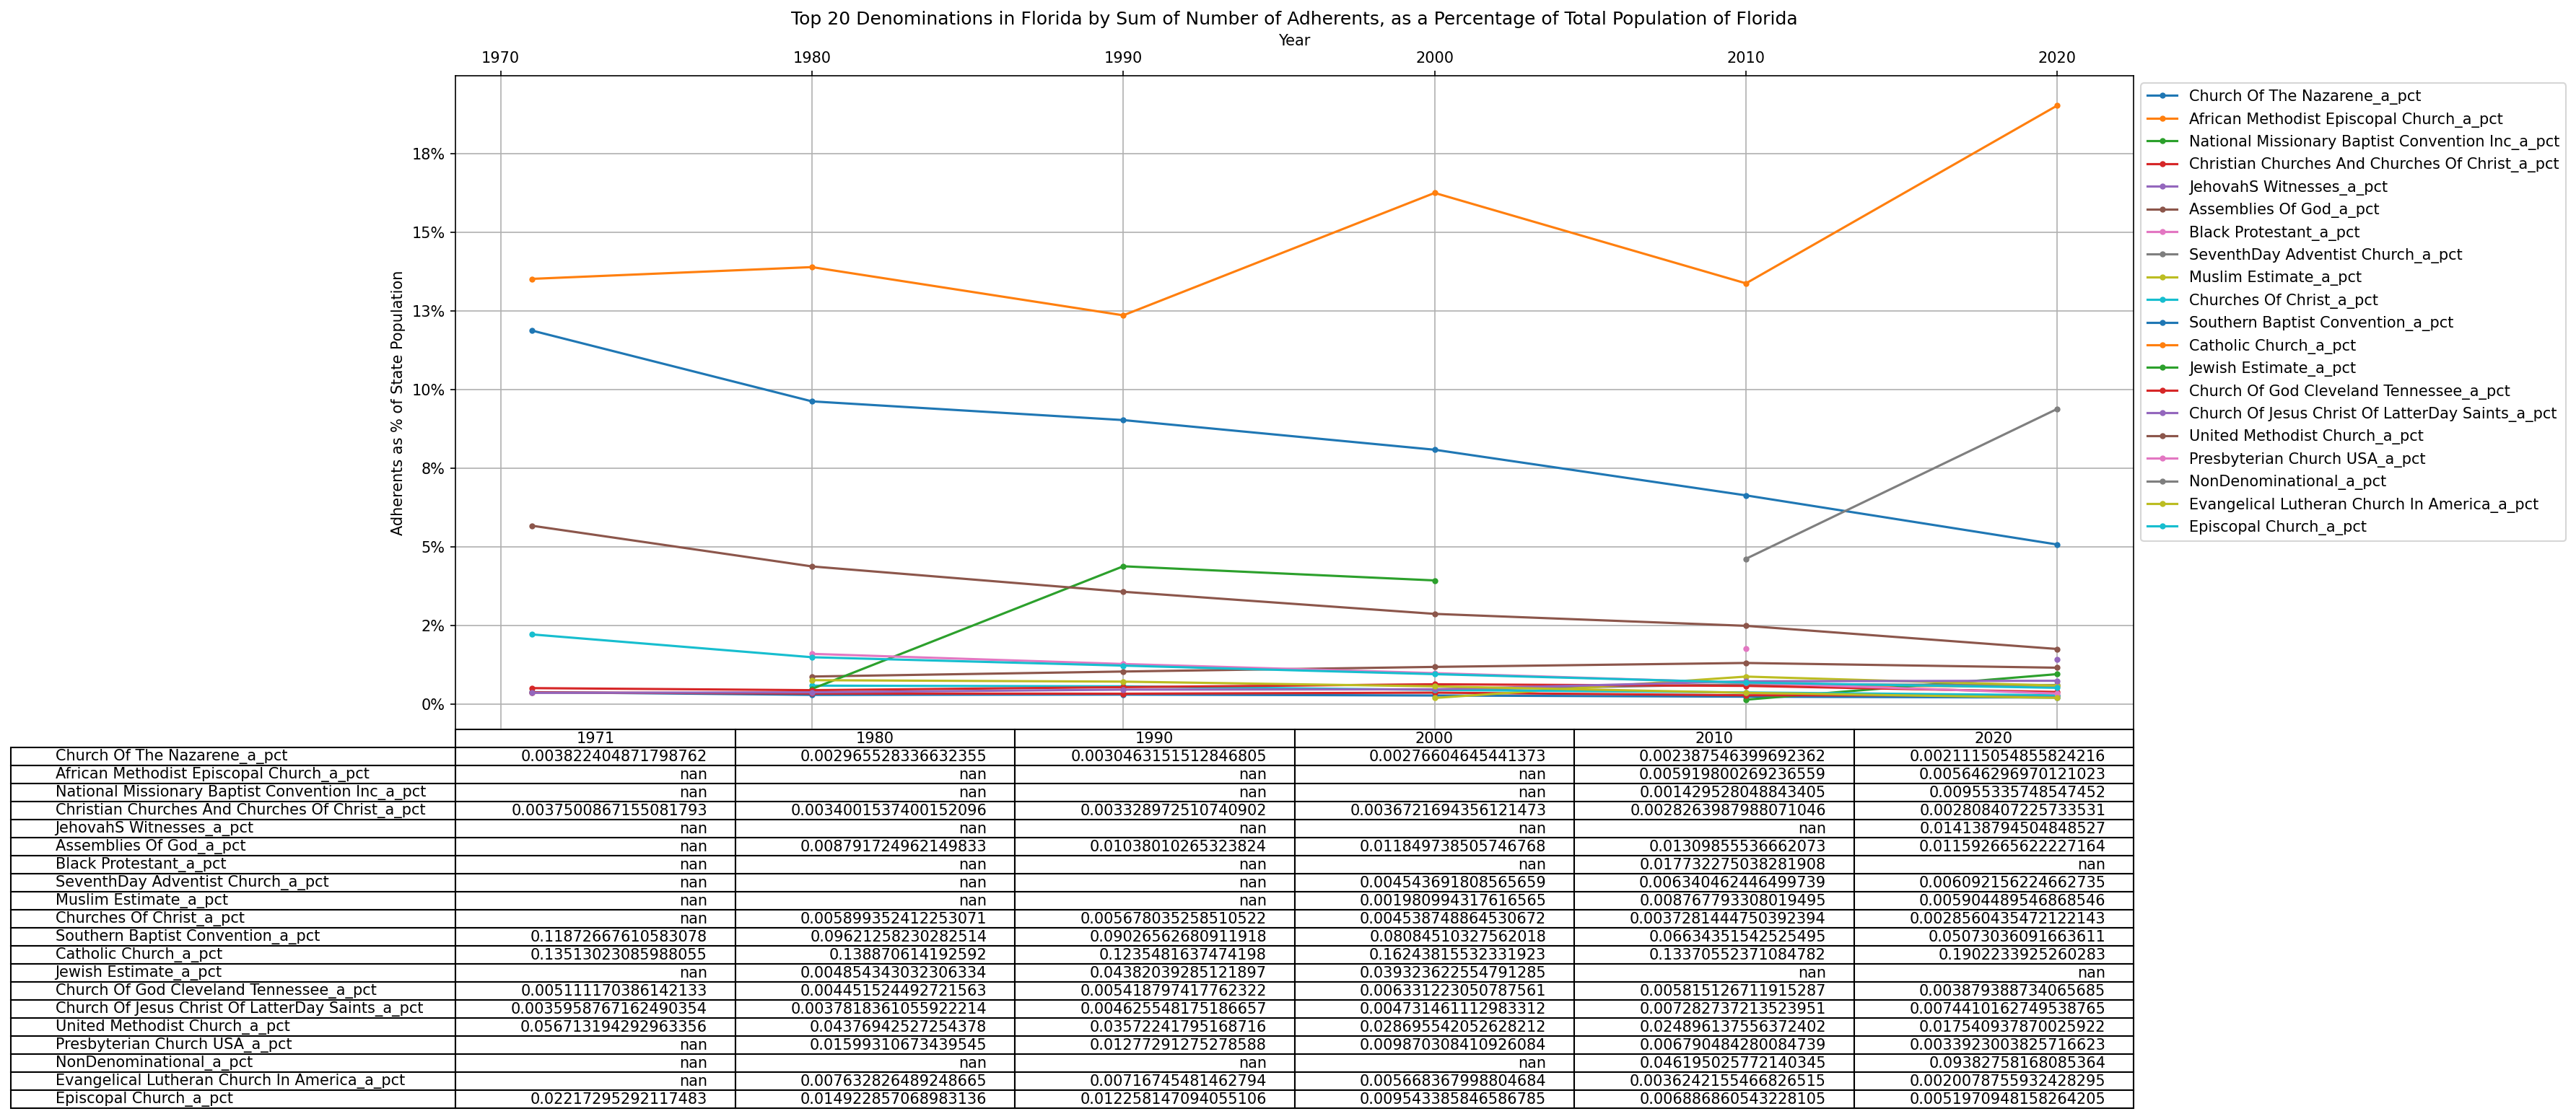 Top 20 Denominations in Florida by Sum of Number of Adherents, as a Percentage of Total Population of Florida
Year
1970 1980 1990 2000 2010 2020
Adherents as % of State Population
18%
15%
13%
10%
8%
5%
2%
0%
Church Of The Nazarene_a_pct
African Methodist Episcopal Church_a_pct
National Missionary Baptist Convention Inc_a_pct
Christian Churches And Churches Of Christ_a_pct
JehovahS Witnesses_a_pct
Assemblies Of God_a_pct
Black Protestant_a_pct
SeventhDay Adventist Church_a_pct
Muslim Estimate_a_pct
Churches Of Christ_a_pct
Southern Baptist Convention_a_pct
Catholic Church_a_pct
Jewish Estimate_a_pct
Church Of God Cleveland Tennessee_a_pct
Church Of Jesus Christ Of LatterDay Saints_a_pct
United Methodist Church_a_pct
Presbyterian Church USA_a_pct
NonDenominational_a_pct
Evangelical Lutheran Church In America_a_pct
Episcopal Church_a_pct
1971 1980 1990 2000 2010 2020
Church Of The Nazarene_a_pct 0.003822404871798762 0.002965528336632355 0.0030463151512846805 0.00276604645441373 0.002387546399692362 0.0021115054855824216
African Methodist Episcopal Church_a_pct nan nan nan nan 0.005919800269236559 0.005646296970121023
National Missionary Baptist Convention Inc_a_pct nan nan nan nan 0.001429528048843405 0.00955335748547452
Christian Churches And Churches Of Christ_a_pct 0.0037500867155081793 0.0034001537400152096 0.003328972510740902 0.0036721694356121473 0.0028263987988071046 0.002808407225733531
JehovahS Witnesses_a_pct nan nan nan nan nan 0.014138794504848527
Assemblies Of God_a_pct nan 0.008791724962149833 0.01038010265323824 0.011849738505746768 0.01309855536662073 0.011592665622227164
Black Protestant_a_pct nan nan nan nan 0.017732275038281908 nan
SeventhDay Adventist Church_a_pct nan nan nan 0.004543691808565659 0.006340462446499739 0.006092156224662735
Muslim Estimate_a_pct nan nan nan 0.001980994317616565 0.008767793308019495 0.005904489546868546
Churches Of Christ_a_pct nan 0.005899352412253071 0.005678035258510522 0.004538748864530672 0.0037281444750392394 0.0028560435472122143
Southern Baptist Convention_a_pct 0.11872667610583078 0.09621258230282514 0.09026562680911918 0.08084510327562018 0.06634351542525495 0.05073036091663611
Catholic Church_a_pct 0.13513023085988055 0.138870614192592 0.1235481637474198 0.16243815532331923 0.13370552371084782 0.1902233925260283
Jewish Estimate_a_pct nan 0.004854343032306334 0.04382039285121897 0.039323622554791285 nan nan
Church Of God Cleveland Tennessee_a_pct 0.005111170386142133 0.004451524492721563 0.005418797417762322 0.006331223050787561 0.005815126711915287 0.003879388734065685
Church Of Jesus Christ Of LatterDay Saints_a_pct 0.0035958767162490354 0.0037818361055922214 0.004625548175186657 0.004731461112983312 0.007282737213523951 0.0074410162749538765
United Methodist Church_a_pct 0.056713194292963356 0.04376942527254378 0.03572241795168716 0.028695542052628212 0.024896137556372402 0.017540937870025922
Presbyterian Church USA_a_pct nan 0.01599310673439545 0.01277291275278588 0.009870308410926084 0.006790484280084739 0.0033923003825716623
NonDenominational_a_pct nan nan nan nan 0.046195025772140345 0.09382758168085364
Evangelical Lutheran Church In America_a_pct nan 0.007632826489248665 0.00716745481462794 0.005668367998804684 0.0036242155466826515 0.0020078755932428295
Episcopal Church_a_pct 0.02217295292117483 0.014922857068983136 0.012258147094055106 0.009543385846586785 0.006886860543228105 0.0051970948158264205